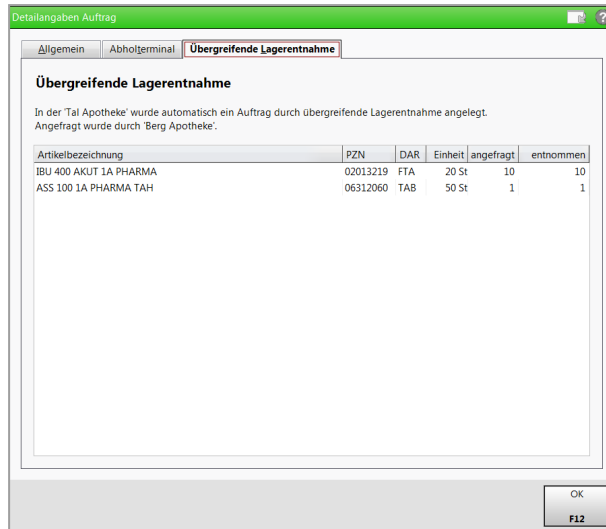 Detailangaben Auftrag
Allgemein Abholterminal Übergreifende Lagerentnahme
Übergreifende Lagerentnahme
In der 'Tal Apotheke' wurde automatisch ein Auftrag durch übergreifende Lagerentnahme angelegt.
Angefragt wurde durch 'Berg Apotheke'.
Artikelbezeichnung PZN DAR Einheit angefragt entnommen
IBU 400 AKUT 1A PHARMA 02013219 FTA 20 St 10 10
ASS 100 1A PHARMA TAH 06312060 TAB 50 St 1 1
OK
F12